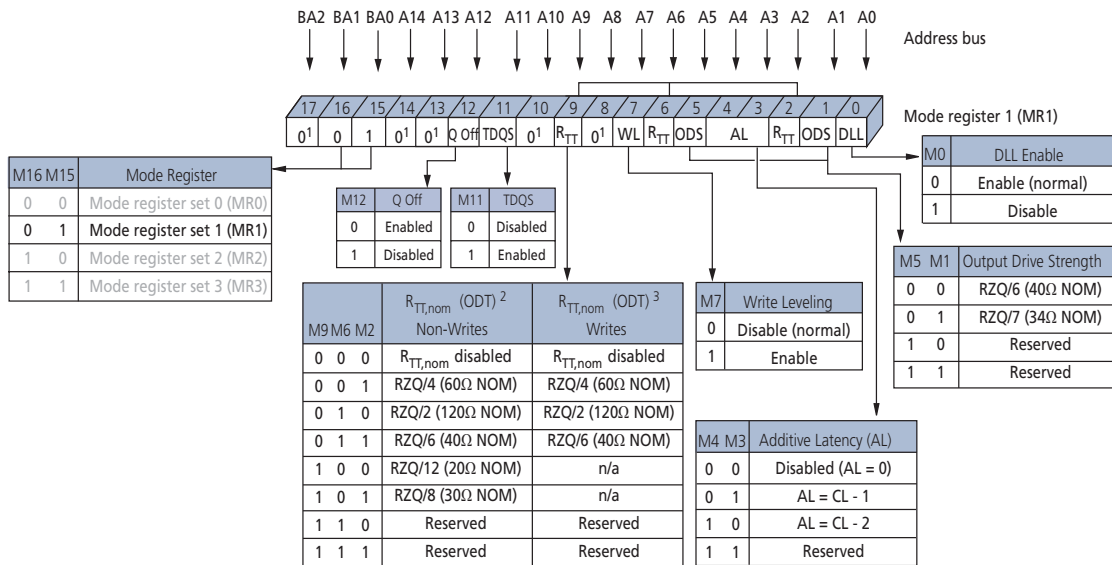 BA2 BA1 BA0 A14 A13 A12 A11 A10 A9 A8 A7 A6 A5 A4 A3 A2 A1 A0
Address bus
17 16 15 14 13 12 11 10 9 8 7 6 5 4 3 2 1 0
Mode register 1 (MR1)
0¹ 0 1 0¹ 0¹ Q Off TDQS 0¹ RTT 0¹ WL RTT ODS AL RTT ODS DLL
M16 M15 Mode Register
0 0 Mode register set 0 (MR0)
0 1 Mode register set 1 (MR1)
1 0 Mode register set 2 (MR2)
1 1 Mode register set 3 (MR3)
M12 Q Off
0 Enabled
1 Disabled
M11 TDQS
0 Disabled
1 Enabled
M0 DLL Enable
0 Enable (normal)
1 Disable
M5 M1 Output Drive Strength
0 0 RZQ/6 (40Ω NOM)
0 1 RZQ/7 (34Ω NOM)
1 0 Reserved
1 1 Reserved
RTT,nom (ODT) ² RTT,nom (ODT) ³
M9 M6 M2 Non-Writes Writes
0 0 0 RTT,nom disabled RTT,nom disabled
0 0 1 RZQ/4 (60Ω NOM) RZQ/4 (60Ω NOM)
0 1 0 RZQ/2 (120Ω NOM) RZQ/2 (120Ω NOM)
0 1 1 RZQ/6 (40Ω NOM) RZQ/6 (40Ω NOM)
1 0 0 RZQ/12 (20Ω NOM) n/a
1 0 1 RZQ/8 (30Ω NOM) n/a
1 1 0 Reserved Reserved
1 1 1 Reserved Reserved
M7 Write Leveling
0 Disable (normal)
1 Enable
M4 M3 Additive Latency (AL)
0 0 Disabled (AL = 0)
0 1 AL = CL - 1
1 0 AL = CL - 2
1 1 Reserved